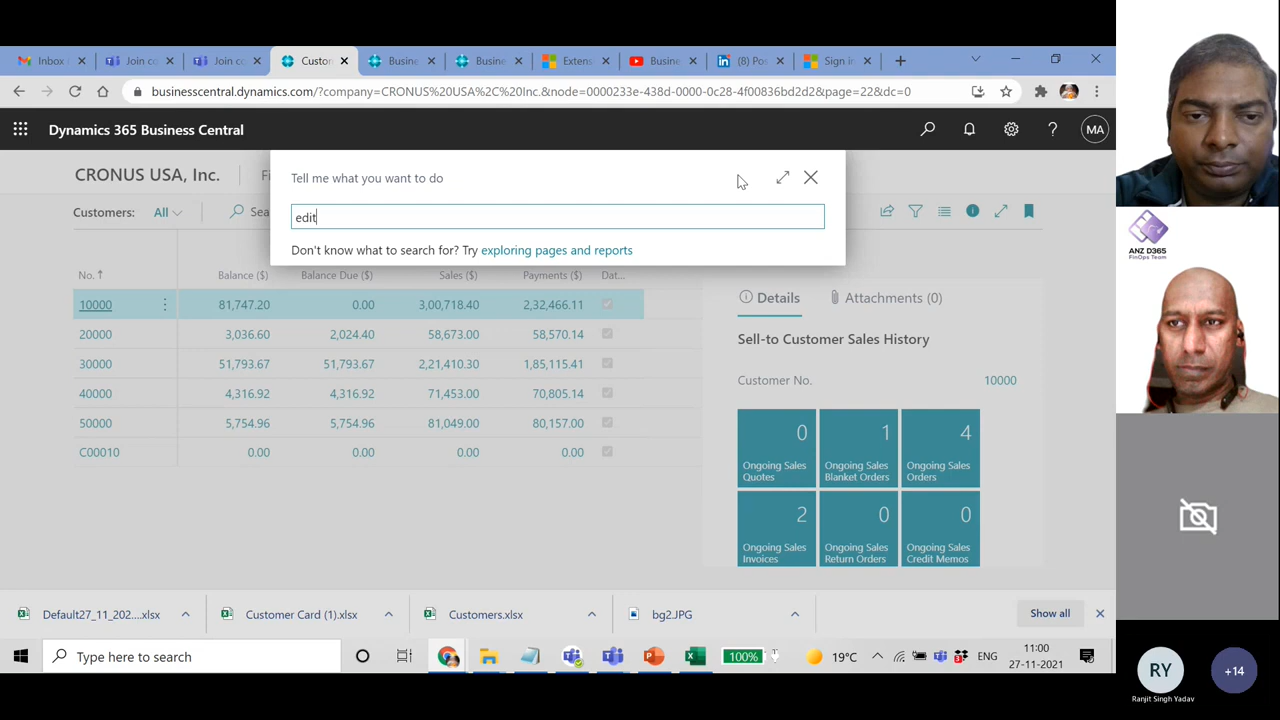 Inbox
Join co
Join co
Custor
Busine
Busine
Extens
Busine
(8) Pos
Sign in
businesscentral.dynamics.com/?company=CRONUS%20USA%2C%20Inc.&node=0000233e-438d-0000-0c28-4f00836bd2d2&page=22&dc=0
Dynamics 365 Business Central
MA
CRONUS USA, Inc.
Tell me what you want to do
Customers:
All
Sea
edit
Don't know what to search for? Try exploring pages and reports
No. ↑
Balance ($)
Balance Due ($)
Sales ($)
Payments ($)
Dat...
10000
81,747.20
0.00
3,00,718.40
2,32,466.11
20000
3,036.60
2,024.40
58,673.00
58,570.14
30000
51,793.67
51,793.67
2,21,410.30
1,85,115.41
40000
4,316.92
4,316.92
71,453.00
70,805.14
50000
5,754.96
5,754.96
81,049.00
80,157.00
C00010
0.00
0.00
0.00
0.00
Details
Attachments (0)
Sell-to Customer Sales History
Customer No.
10000
0
Ongoing Sales
Quotes
1
Ongoing Sales
Blanket Orders
4
Ongoing Sales
Orders
2
Ongoing Sales
Invoices
0
Ongoing Sales
Return Orders
0
Ongoing Sales
Credit Memos
Default27_11_202....xlsx
Customer Card (1).xlsx
Customers.xlsx
bg2.JPG
Show all
Type here to search
100%
19°C
ENG
11:00
27-11-2021
ANZ D365
FinOps Team
RY
Ranjit Singh Yadav
+14